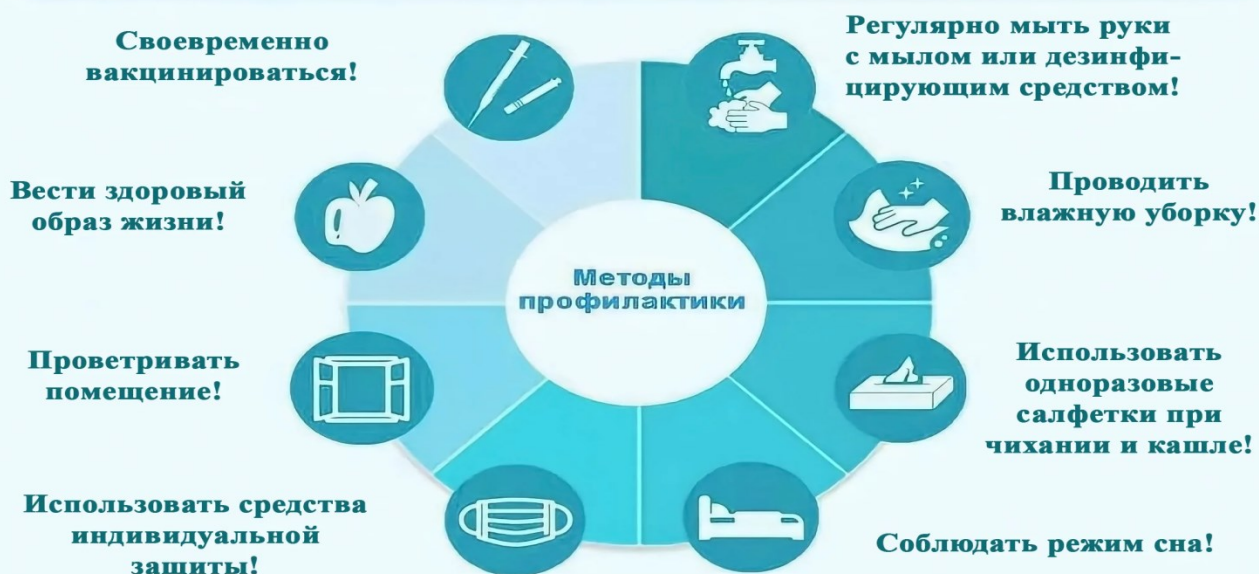 Своевременно
вакцинироваться!
Регулярно мыть руки
с мылом или дезинфи-
цирующим средством!
Вести здоровый
образ жизни!
Проводить
влажную уборку!
Методы
профилактики
Проветривать
помещение!
Использовать
одноразовые
салфетки при
чихании и кашле!
Использовать средства
индивидуальной
защиты!
Соблюдать режим сна!